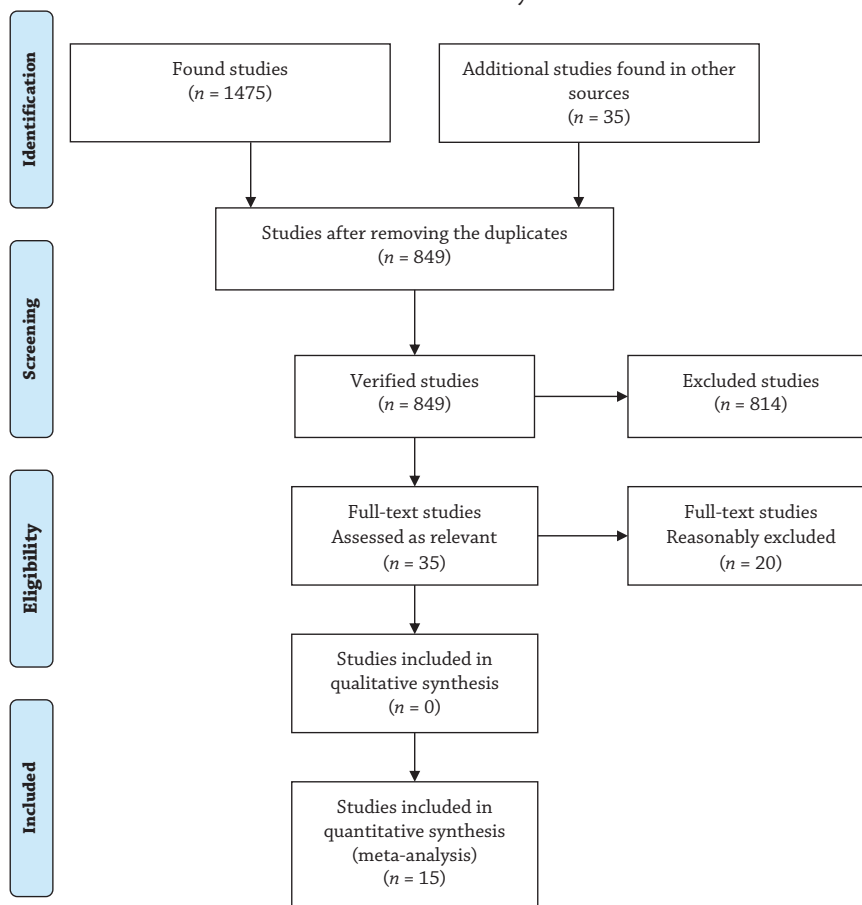 Identification
Found studies
(n = 1475)
Additional studies found in other
sources
(n = 35)
Studies after removing the duplicates
(n = 849)
Screening
Verified studies
(n = 849)
Excluded studies
(n = 814)
Eligibility
Full-text studies
Assessed as relevant
(n = 35)
Full-text studies
Reasonably excluded
(n = 20)
Studies included in
qualitative synthesis
(n = 0)
Included
Studies included in
quantitative synthesis
(meta-analysis)
(n = 15)